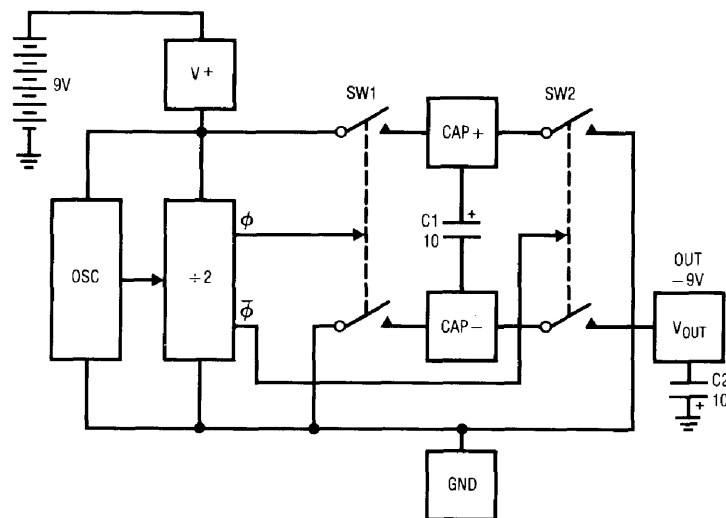 V+
9V
SW1
CAP+
SW2
ϕ
C1
10
+
OSC
÷2
OUT
−9V
ϕ̅
CAP−
VOUT
C2
10
+
GND